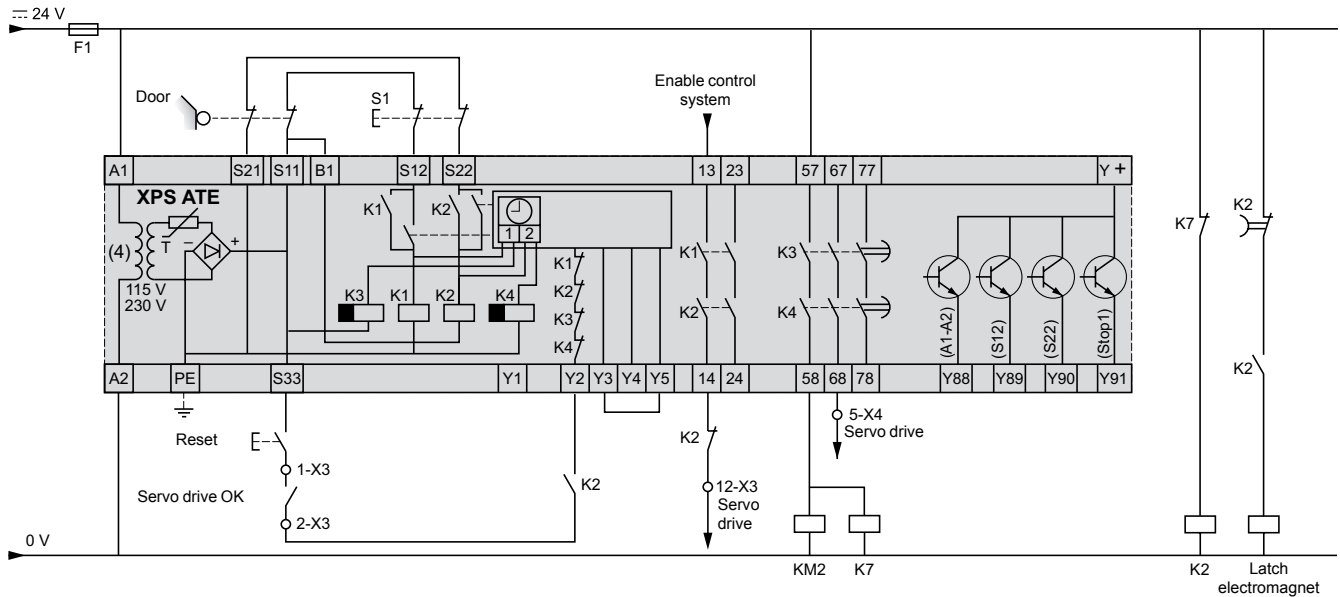 ⎓ 24 V
F1
Door
S1
Enable control
system
A1 S21 S11 B1 S12 S22 13 23 57 67 77 Y +
XPS ATE
(4) T − +
115 V
230 V
K1 K2 1 2
K3 K1 K2 K4
K1
K2
K3
K4
K1
K2
K3
K4
(A1-A2) (S12) (S22) (Stop1)
K7
K2
K2
A2 PE S33 Y1 Y2 Y3 Y4 Y5 14 24 58 68 78 Y88 Y89 Y90 Y91
Reset
1-X3
Servo drive OK
2-X3
K2
K2
12-X3
Servo
drive
5-X4
Servo drive
0 V
KM2 K7 K2 Latch
electromagnet